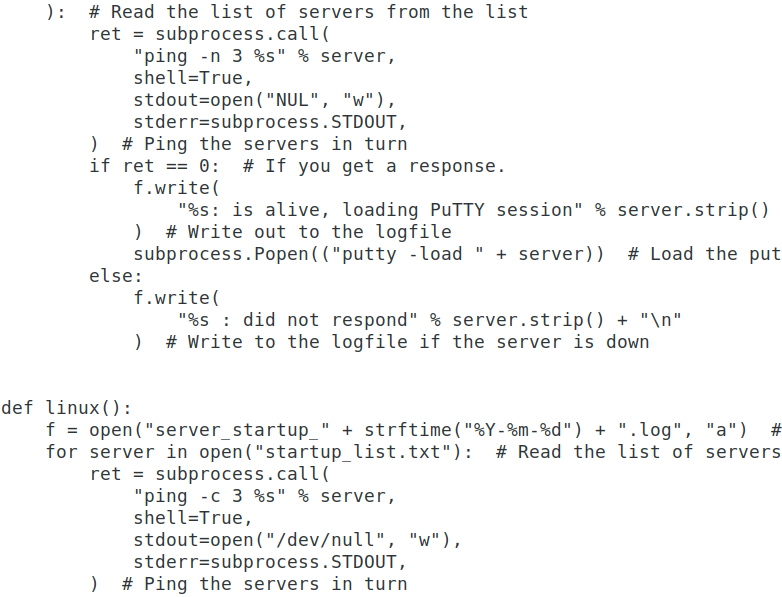 ):  # Read the list of servers from the list
        ret = subprocess.call(
            "ping -n 3 %s" % server,
            shell=True,
            stdout=open("NUL", "w"),
            stderr=subprocess.STDOUT,
        )  # Ping the servers in turn
        if ret == 0:  # If you get a response.
            f.write(
                "%s: is alive, loading PuTTY session" % server.strip()
            )  # Write out to the logfile
            subprocess.Popen(("putty -load " + server))  # Load the put
        else:
            f.write(
                "%s : did not respond" % server.strip() + "\n"
            )  # Write to the logfile if the server is down
def linux():
    f = open("server_startup_" + strftime("%Y-%m-%d") + ".log", "a")  #
    for server in open("startup_list.txt"):  # Read the list of servers
        ret = subprocess.call(
            "ping -c 3 %s" % server,
            shell=True,
            stdout=open("/dev/null", "w"),
            stderr=subprocess.STDOUT,
        )  # Ping the servers in turn